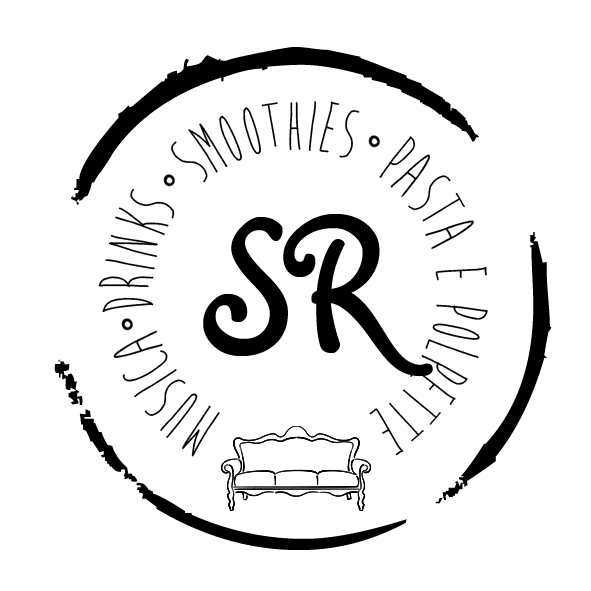 MUSICA • DRINKS • SMOOTHIES • PASTA E POLPETTE
SR